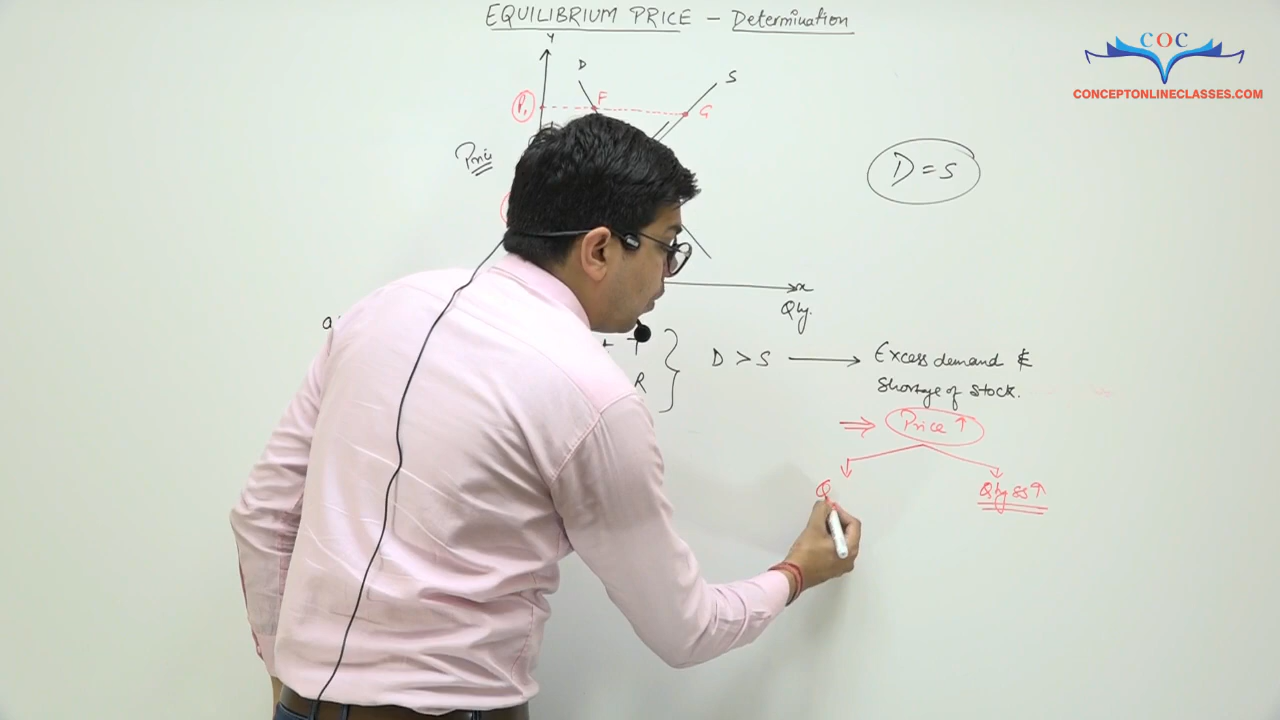 EQUILIBRIUM PRICE - Determination
COC
CONCEPTONLINECLASSES.COM
Y
D
S
P1
F
G
D = S
x
Qty.
D > S → Excess demand &
R
Shortage of stock.
⇒ Price ↑
Q
Qty SS ↑